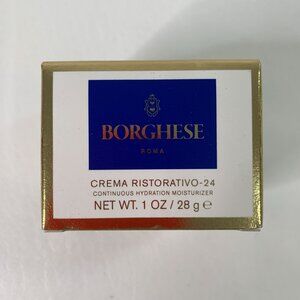 BORGHESE
ROMA
CREMA RISTORATIVO-24
CONTINUOUS HYDRATION MOISTURIZER
NET WT. 1 OZ / 28 g ℮